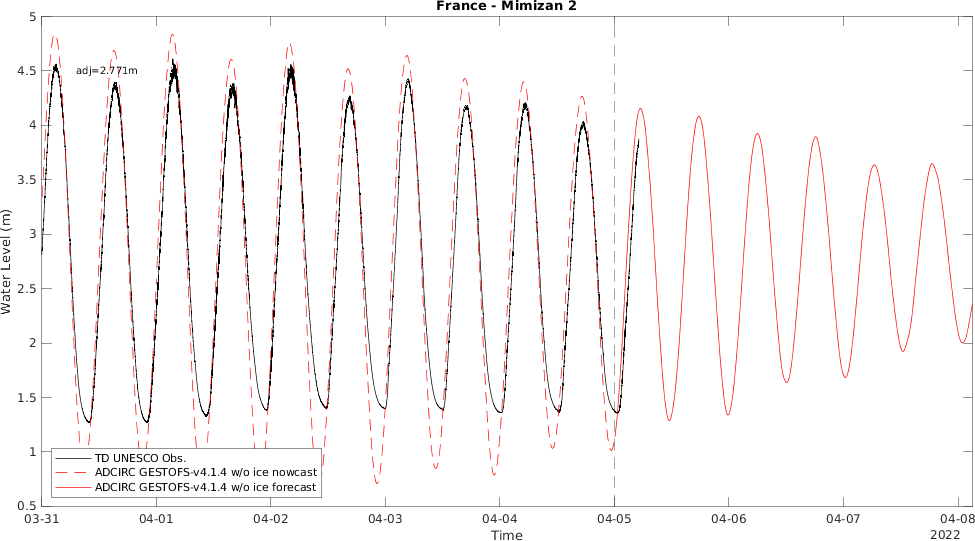 France - Mimizan 2
5
4.5
4
3.5
3
2.5
2
1.5
1
0.5
Water Level (m)
adj=2.771m
TD UNESCO Obs.
ADCIRC GESTOFS-v4.1.4 w/o ice nowcast
ADCIRC GESTOFS-v4.1.4 w/o ice forecast
03-31 04-01 04-02 04-03 04-04 04-05 04-06 04-07 04-08
Time
2022